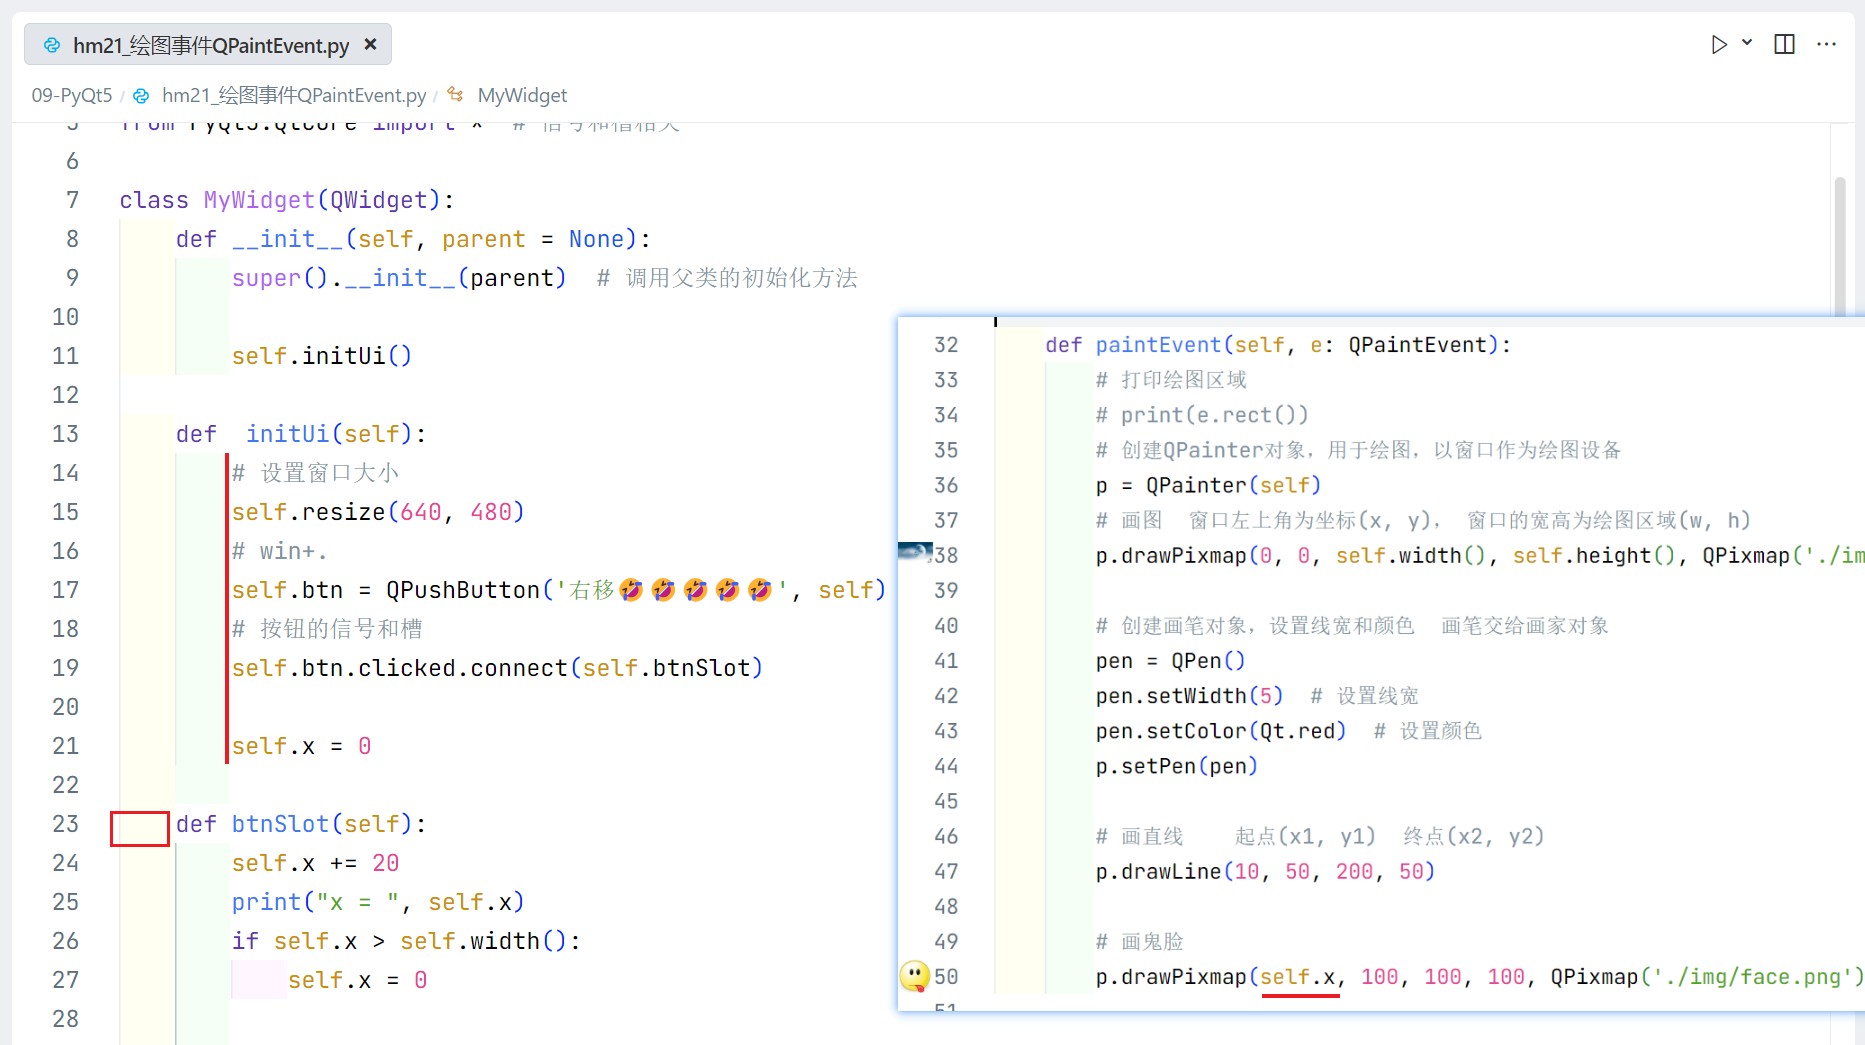 hm21_绘图事件QPaintEvent.py ×
09-PyQt5 / hm21_绘图事件QPaintEvent.py / MyWidget
5 from PyQt5.QtCore import * # 信号和槽相关
6
7 class MyWidget(QWidget):
8 def __init__(self, parent = None):
9 super().__init__(parent) # 调用父类的初始化方法
10
11 self.initUi()
12
13 def initUi(self):
14 # 设置窗口大小
15 self.resize(640, 480)
16 # win+.
17 self.btn = QPushButton('右移🤣🤣🤣🤣🤣', self)
18 # 按钮的信号和槽
19 self.btn.clicked.connect(self.btnSlot)
20
21 self.x = 0
22
23 def btnSlot(self):
24 self.x += 20
25 print("x = ", self.x)
26 if self.x > self.width():
27 self.x = 0
28
32 def paintEvent(self, e: QPaintEvent):
33 # 打印绘图区域
34 # print(e.rect())
35 # 创建QPainter对象，用于绘图，以窗口作为绘图设备
36 p = QPainter(self)
37 # 画图 窗口左上角为坐标(x, y)， 窗口的宽高为绘图区域(w, h)
38 p.drawPixmap(0, 0, self.width(), self.height(), QPixmap('./im
39
40 # 创建画笔对象，设置线宽和颜色 画笔交给画家对象
41 pen = QPen()
42 pen.setWidth(5) # 设置线宽
43 pen.setColor(Qt.red) # 设置颜色
44 p.setPen(pen)
45
46 # 画直线 起点(x1, y1) 终点(x2, y2)
47 p.drawLine(10, 50, 200, 50)
48
49 # 画鬼脸
50 p.drawPixmap(self.x, 100, 100, 100, QPixmap('./img/face.png')
51